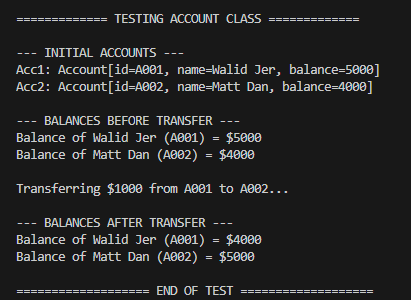 ============= TESTING ACCOUNT CLASS =============
--- INITIAL ACCOUNTS ---
Acc1: Account[id=A001, name=Walid Jer, balance=5000]
Acc2: Account[id=A002, name=Matt Dan, balance=4000]
--- BALANCES BEFORE TRANSFER ---
Balance of Walid Jer (A001) = $5000
Balance of Matt Dan (A002) = $4000
Transferring $1000 from A001 to A002...
--- BALANCES AFTER TRANSFER ---
Balance of Walid Jer (A001) = $4000
Balance of Matt Dan (A002) = $5000
=================== END OF TEST ===================